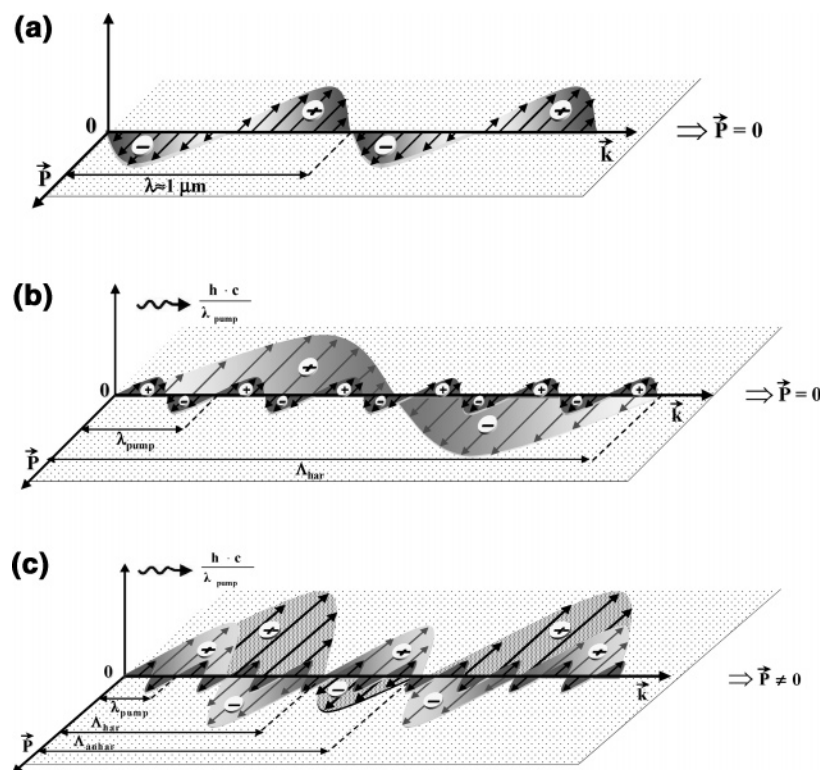 (a)
0
− + − +
k⃗
⇒ P⃗ = 0
P⃗
λ≈1 μm
(b)
h · c
λ pump
0
+ − + − + − + − + − +
+
−
k⃗
⇒ P⃗ = 0
λpump
P⃗
Λhar
(c)
h · c
λ pump
+ + + +
0
− − −
k⃗
⇒ P⃗ ≠ 0
λpump
Λhar
P⃗
Λanhar